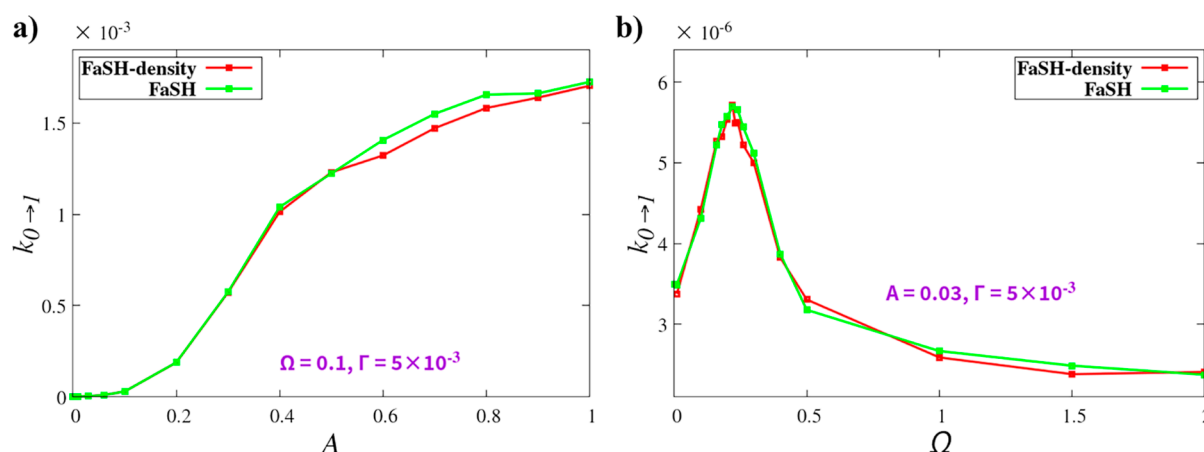 a)
× 10⁻³
FaSH-density
FaSH
1.5
1
0.5
0
k₀→₁
Ω = 0.1, Γ = 5×10⁻³
0 0.2 0.4 0.6 0.8 1
A
b)
× 10⁻⁶
FaSH-density
FaSH
6
5
4
3
k₀→₁
A = 0.03, Γ = 5×10⁻³
0 0.5 1 1.5 2
Ω